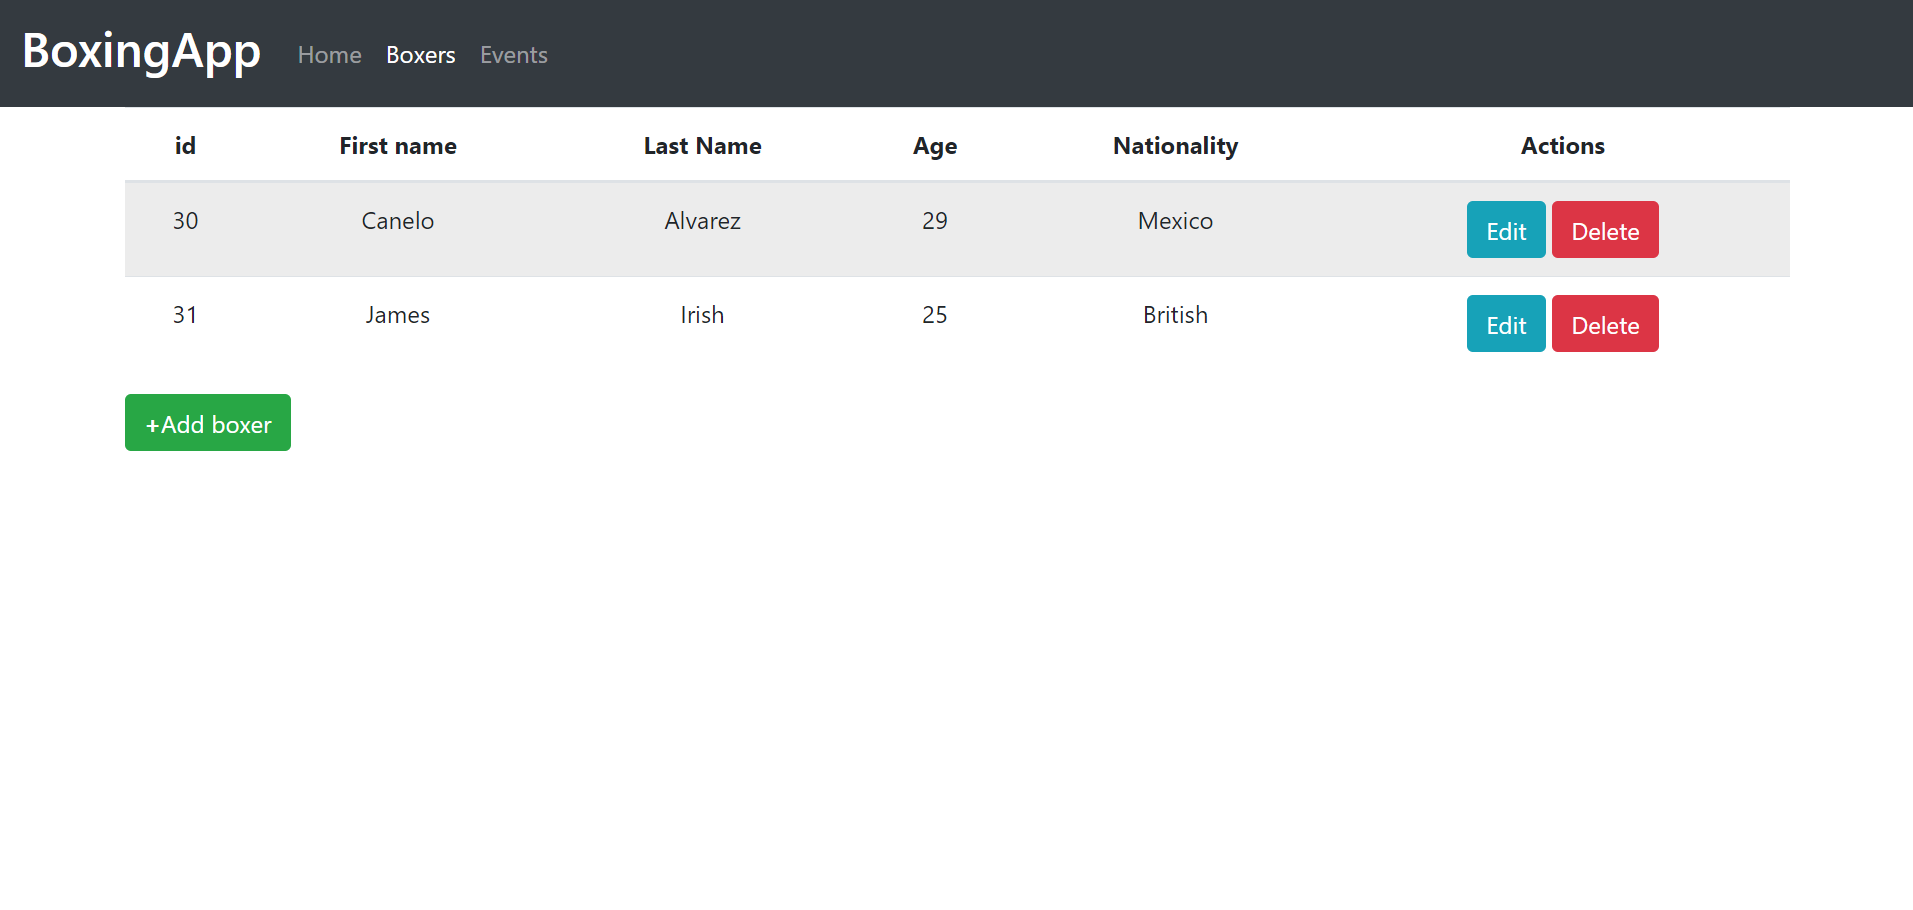 BoxingApp Home Boxers Events
id First name Last Name Age Nationality Actions
30 Canelo Alvarez 29 Mexico Edit Delete
31 James Irish 25 British Edit Delete
+Add boxer